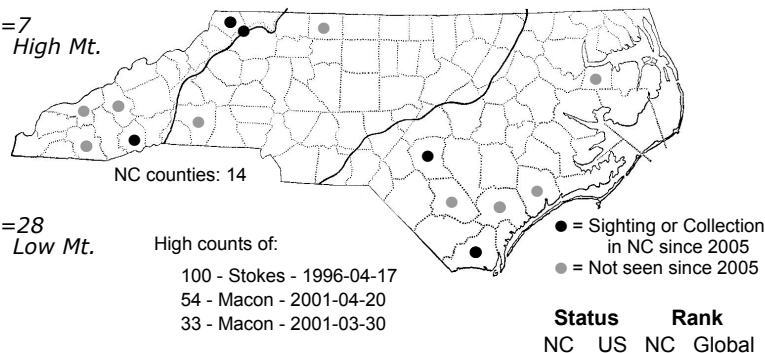 =7
High Mt.
NC counties: 14
=28
Low Mt.
High counts of:
100 - Stokes - 1996-04-17
54 - Macon - 2001-04-20
33 - Macon - 2001-03-30
= Sighting or Collection
in NC since 2005
= Not seen since 2005
Status Rank
NC US NC Global